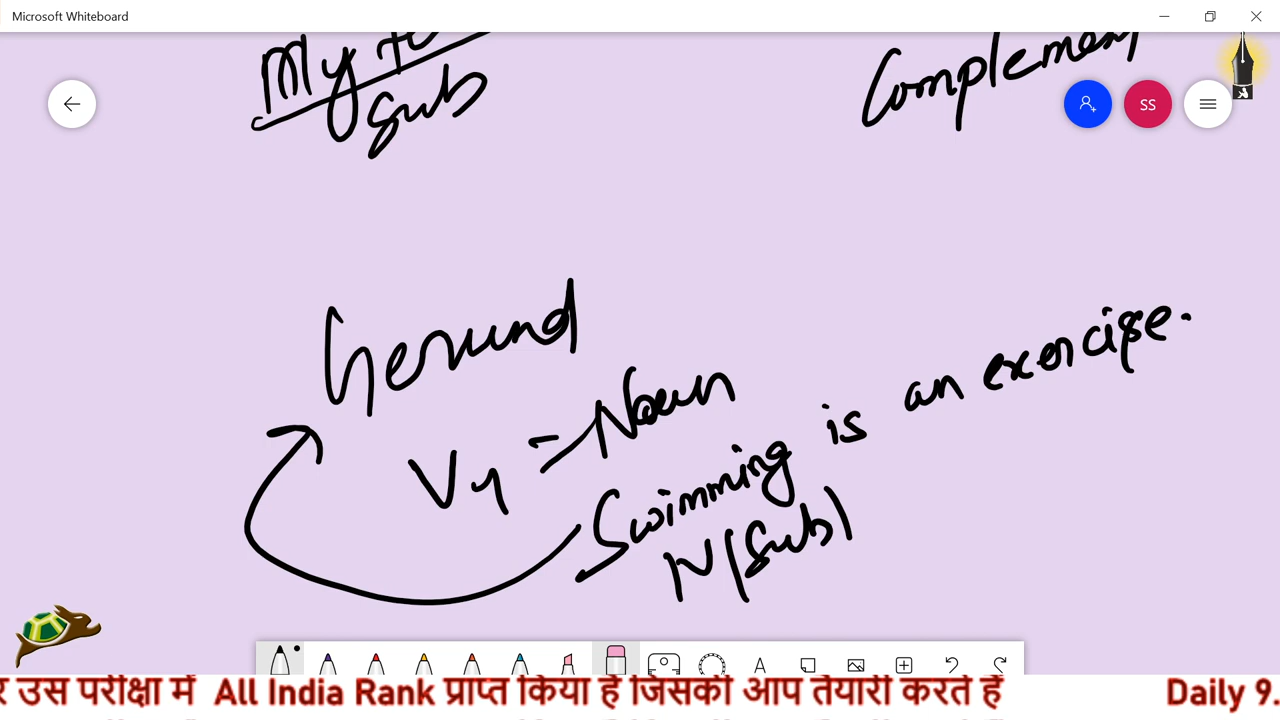 Microsoft Whiteboard
My
Sub
Complement
SS
Gerund
V4 = Noun
Swimming is an exercise.
N (Sub)
उस परीक्षा में All India Rank प्राप्त किया है जिसकी आप तैयारी करते हैं Daily 9.